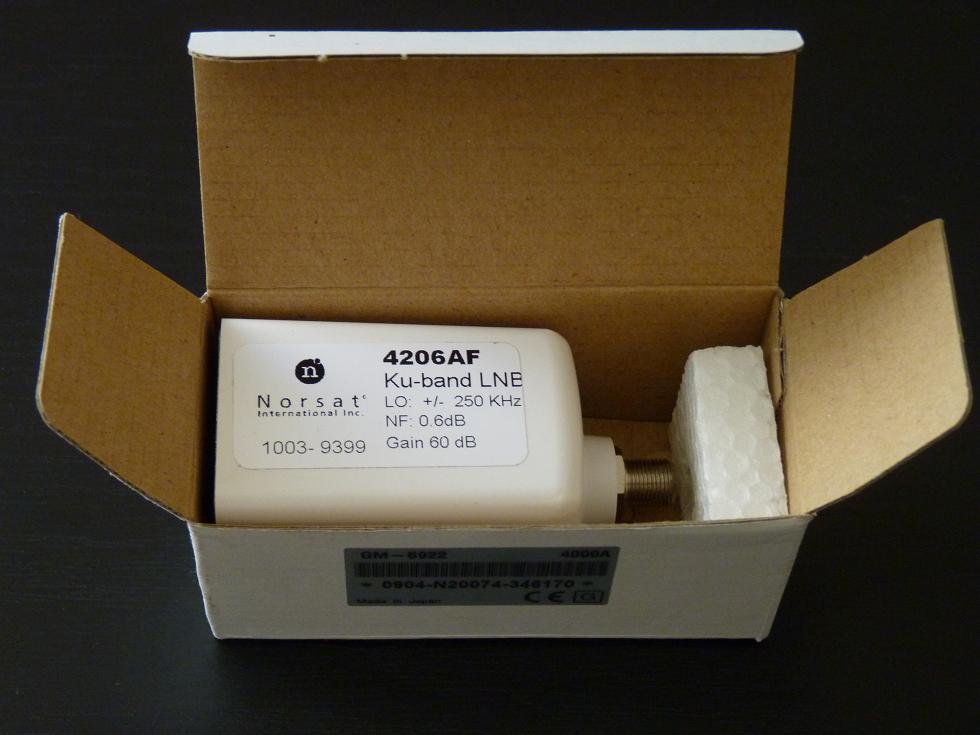 n
Norsat
International Inc.
1003- 9399
4206AF
Ku-band LNB
LO: +/- 250 KHz
NF: 0.6dB
Gain 60 dB
GM-6922 4000A
0904-N20074-346170
Made in Japan CE G